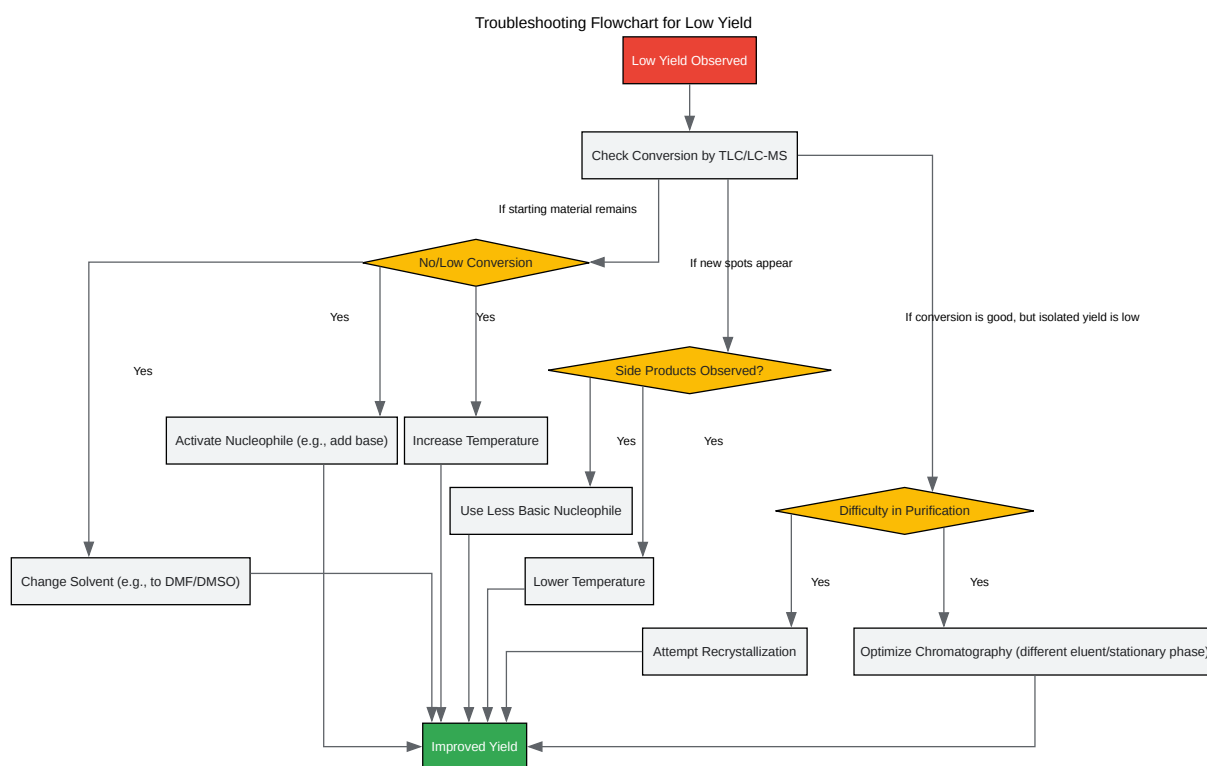 Troubleshooting Flowchart for Low Yield
Low Yield Observed
Check Conversion by TLC/LC-MS
If starting material remains
No/Low Conversion
If new spots appear
Yes
Yes
If conversion is good, but isolated yield is low
Yes
Side Products Observed?
Activate Nucleophile (e.g., add base)
Increase Temperature
Yes
Yes
Use Less Basic Nucleophile
Difficulty in Purification
Change Solvent (e.g., to DMF/DMSO)
Lower Temperature
Yes
Yes
Attempt Recrystallization
Optimize Chromatography (different eluent/stationary phase)
Improved Yield